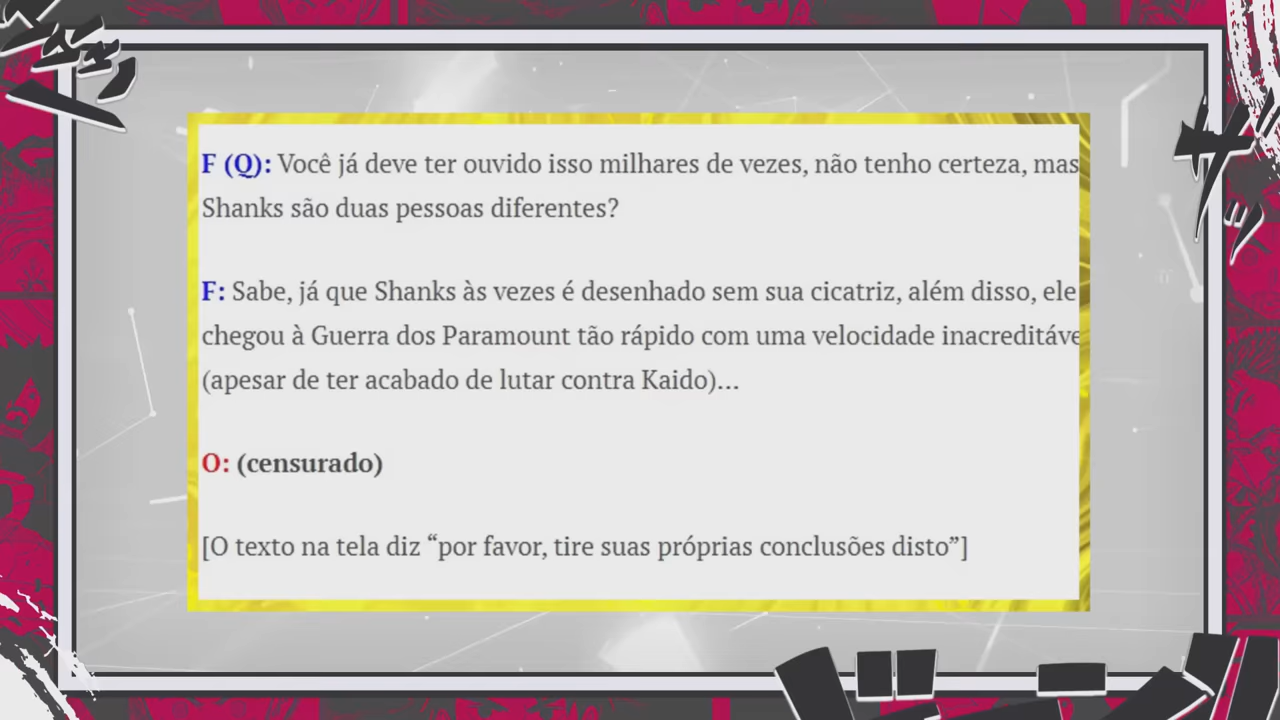 F (Q): Você já deve ter ouvido isso milhares de vezes, não tenho certeza, mas
Shanks são duas pessoas diferentes?
F: Sabe, já que Shanks às vezes é desenhado sem sua cicatriz, além disso, ele
chegou à Guerra dos Paramount tão rápido com uma velocidade inacreditáve
(apesar de ter acabado de lutar contra Kaido)...
O: (censurado)
[O texto na tela diz “por favor, tire suas próprias conclusões disto”]